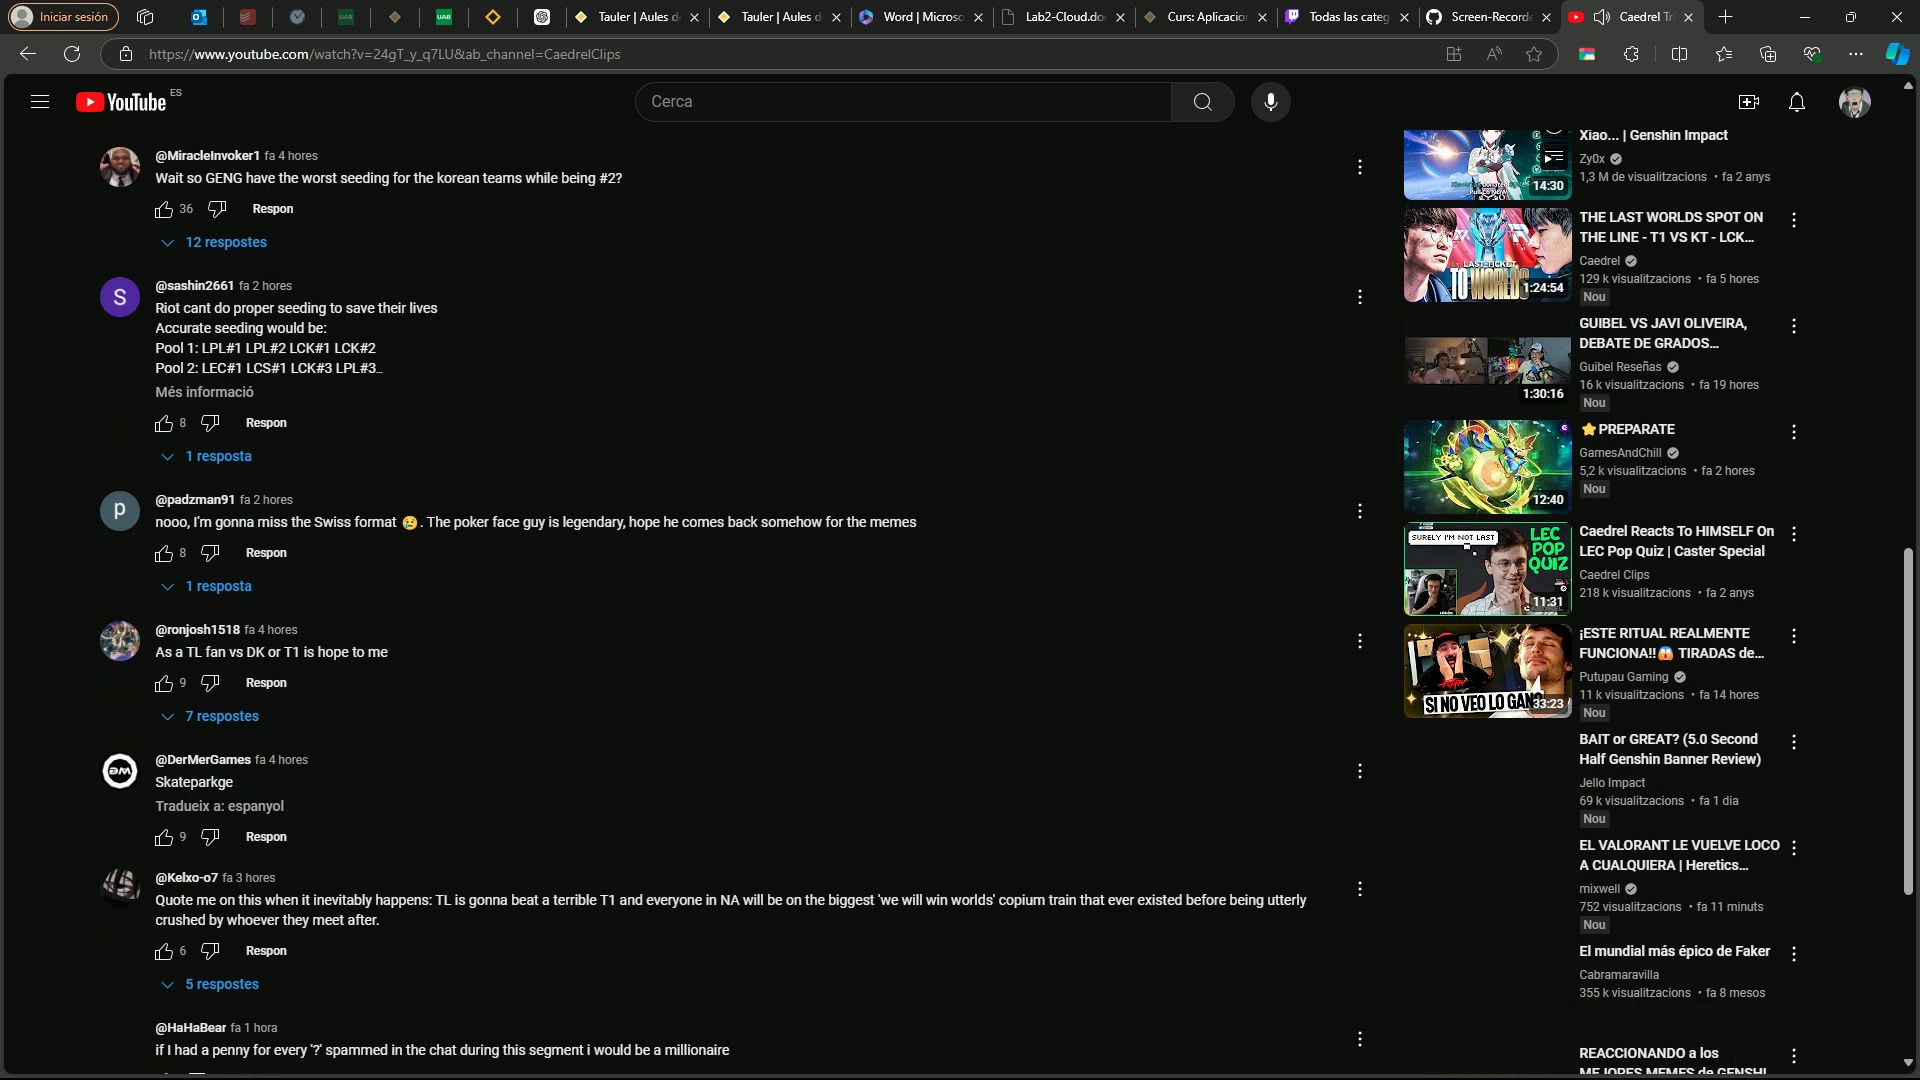 Iniciar sesión
Tauler | Aules d
Tauler | Aules d
Word | Microso
Lab2-Cloud.do
Curs: Aplicacion
Todas las categ
Screen-Record
Caedrel Tr
https://www.youtube.com/watch?v=24gT_y_q7LU&ab_channel=CaedrelClips
YouTube ES
Cerca
@MiracleInvoker1 fa 4 hores
Wait so GENG have the worst seeding for the korean teams while being #2?
36 Respon
12 respostes
@sashin2661 fa 2 hores
Riot cant do proper seeding to save their lives
Accurate seeding would be:
Pool 1: LPL#1 LPL#2 LCK#1 LCK#2
Pool 2: LEC#1 LCS#1 LCK#3 LPL#3...
Més informació
8 Respon
1 resposta
@padzman91 fa 2 hores
nooo, I'm gonna miss the Swiss format 😢. The poker face guy is legendary, hope he comes back somehow for the memes
8 Respon
1 resposta
@ronjosh1518 fa 4 hores
As a TL fan vs DK or T1 is hope to me
9 Respon
7 respostes
@DerMerGames fa 4 hores
Skateparkge
Tradueix a: espanyol
9 Respon
@Kelxo-o7 fa 3 hores
Quote me on this when it inevitably happens: TL is gonna beat a terrible T1 and everyone in NA will be on the biggest 'we will win worlds' copium train that ever existed before being utterly
crushed by whoever they meet after.
6 Respon
5 respostes
@HaHaBear fa 1 hora
if I had a penny for every '?' spammed in the chat during this segment i would be a millionaire
14:30
Xiao... | Genshin Impact
Zy0x
1,3 M de visualitzacions • fa 2 anys
LAST TICKET
TO WORLDS
1:24:54
THE LAST WORLDS SPOT ON
THE LINE - T1 VS KT - LCK...
Caedrel
129 k visualitzacions • fa 5 hores
Nou
1:30:16
GUIBEL VS JAVI OLIVEIRA,
DEBATE DE GRADOS...
Guibel Reseñas
16 k visualitzacions • fa 19 hores
Nou
12:40
⭐PREPARATE
GamesAndChill
5,2 k visualitzacions • fa 2 hores
Nou
SURELY I'M NOT LAST
LEC
POP
QUIZ
11:31
Caedrel Reacts To HIMSELF On
LEC Pop Quiz | Caster Special
Caedrel Clips
218 k visualitzacions • fa 2 anys
SI NO VEO LO GANO
33:23
¡ESTE RITUAL REALMENTE
FUNCIONA!!😱 TIRADAS de...
Putupau Gaming
11 k visualitzacions • fa 14 hores
Nou
BAIT or GREAT? (5.0 Second
Half Genshin Banner Review)
Jello Impact
69 k visualitzacions • fa 1 dia
Nou
EL VALORANT LE VUELVE LOCO
A CUALQUIERA | Heretics...
mixwell
752 visualitzacions • fa 11 minuts
Nou
El mundial más épico de Faker
Cabramaravilla
355 k visualitzacions • fa 8 mesos
REACCIONANDO a los
MEJORES MEMES de GENSHI